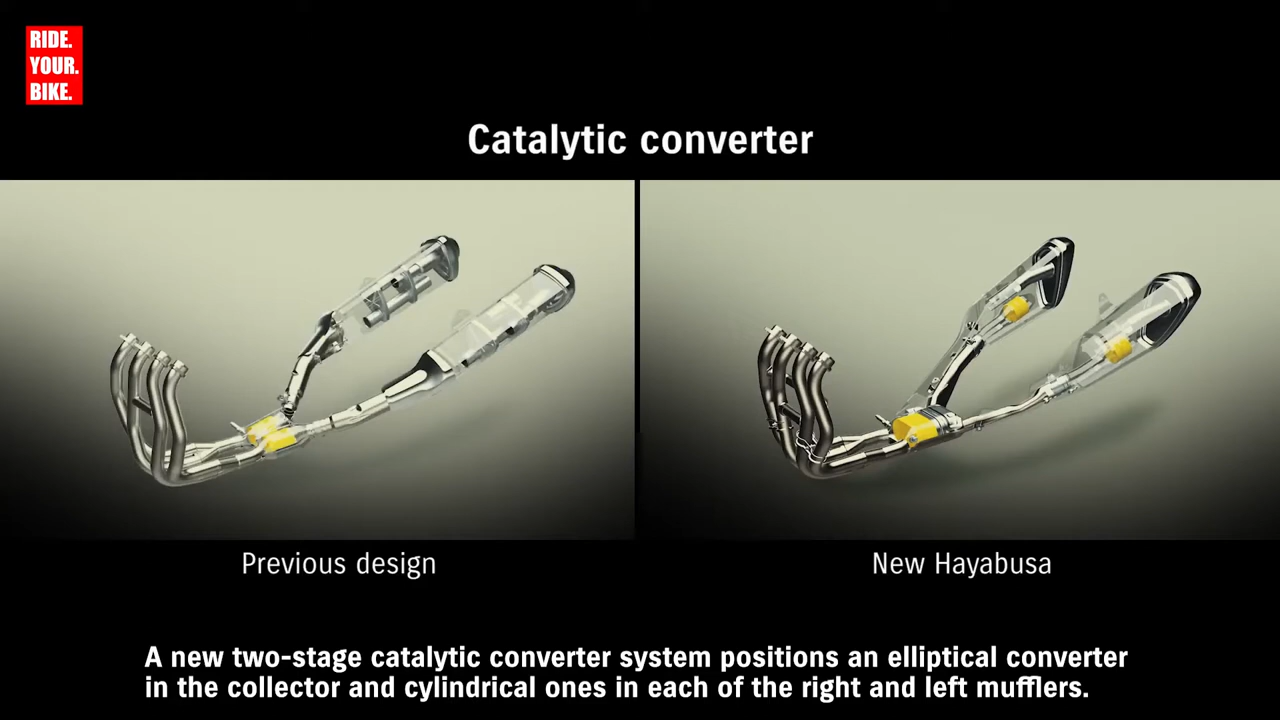 RIDE.
YOUR.
BIKE.
Catalytic converter
Previous design
New Hayabusa
A new two-stage catalytic converter system positions an elliptical converter
in the collector and cylindrical ones in each of the right and left mufflers.